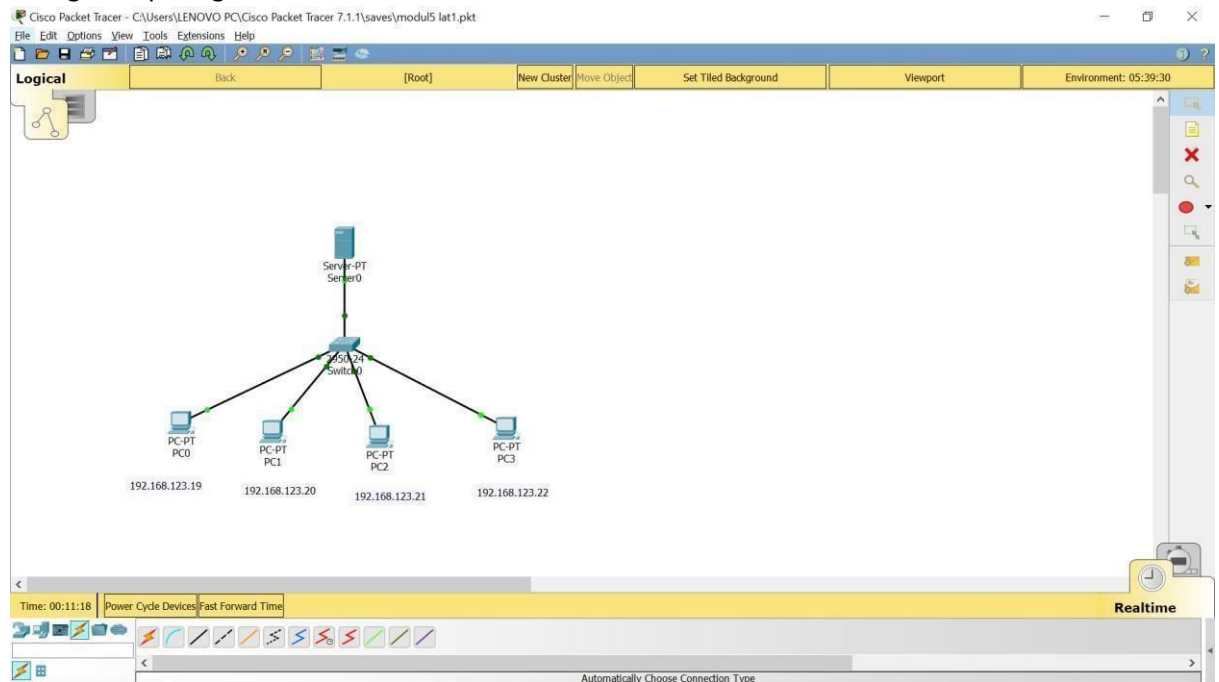 Cisco Packet Tracer - C:\Users\LENOVO PC\Cisco Packet Tracer 7.1.1\saves\modul5 lat1.pkt
File Edit Options View Tools Extensions Help
Logical Back [Root] New Cluster Move Object Set Tiled Background Viewport Environment: 05:39:30
Server-PT
Server0
2950-24
Switch0
PC-PT
PC0
PC-PT
PC1
PC-PT
PC2
PC-PT
PC3
192.168.123.19
192.168.123.20
192.168.123.21
192.168.123.22
Time: 00:11:18 Power Cycle Devices Fast Forward Time Realtime
Automatically Choose Connection Type